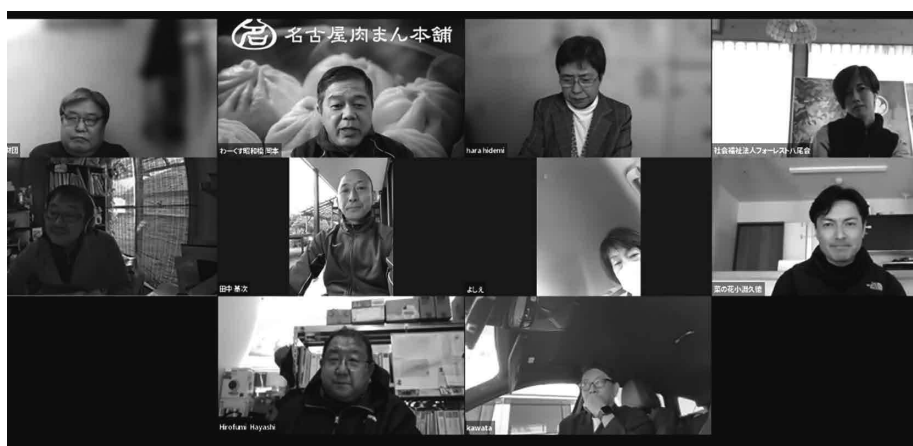 名古屋肉まん本舗
わーくす昭和橋 岡本
hara hidemi
社会福祉法人フォーレスト八尾会
田中 基次
よしえ
菜の花小淵久徳
Hirofumi Hayashi
kawata